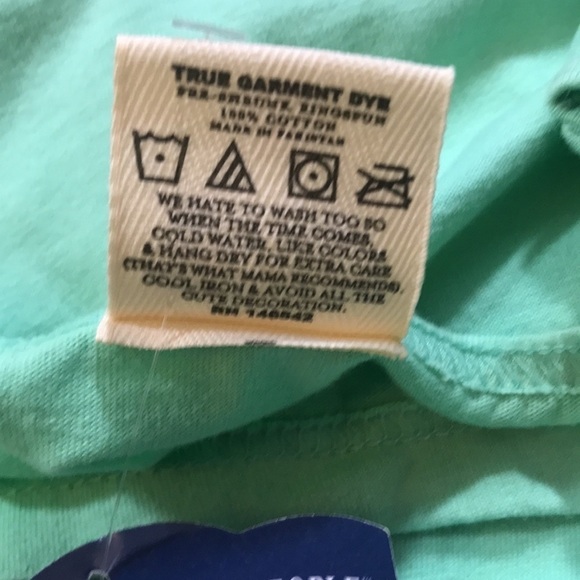 TRUE GARMENT DYE
PRE-SHRUNK, RINGSPUN
100% COTTON
MADE IN PAKISTAN
WE HATE TO WASH TOO SO
WHEN THE TIME COMES,
COLD WATER, LIKE COLORS
& HANG DRY FOR EXTRA CARE
(THAT'S WHAT MAMA RECOMMENDS).
COOL IRON & AVOID ALL THE
CUTE DECORATION.
RN 146642